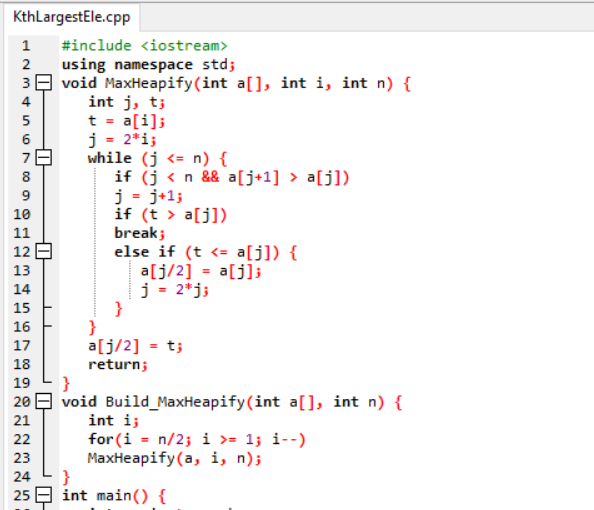 KthLargestEle.cpp
1 #include <iostream>
2 using namespace std;
3 void MaxHeapify(int a[], int i, int n) {
4 int j, t;
5 t = a[i];
6 j = 2*i;
7 while (j <= n) {
8 if (j < n && a[j+1] > a[j])
9 j = j+1;
10 if (t > a[j])
11 break;
12 else if (t <= a[j]) {
13 a[j/2] = a[j];
14 j = 2*j;
15 }
16 }
17 a[j/2] = t;
18 return;
19 }
20 void Build_MaxHeapify(int a[], int n) {
21 int i;
22 for(i = n/2; i >= 1; i--)
23 MaxHeapify(a, i, n);
24 }
25 int main() {